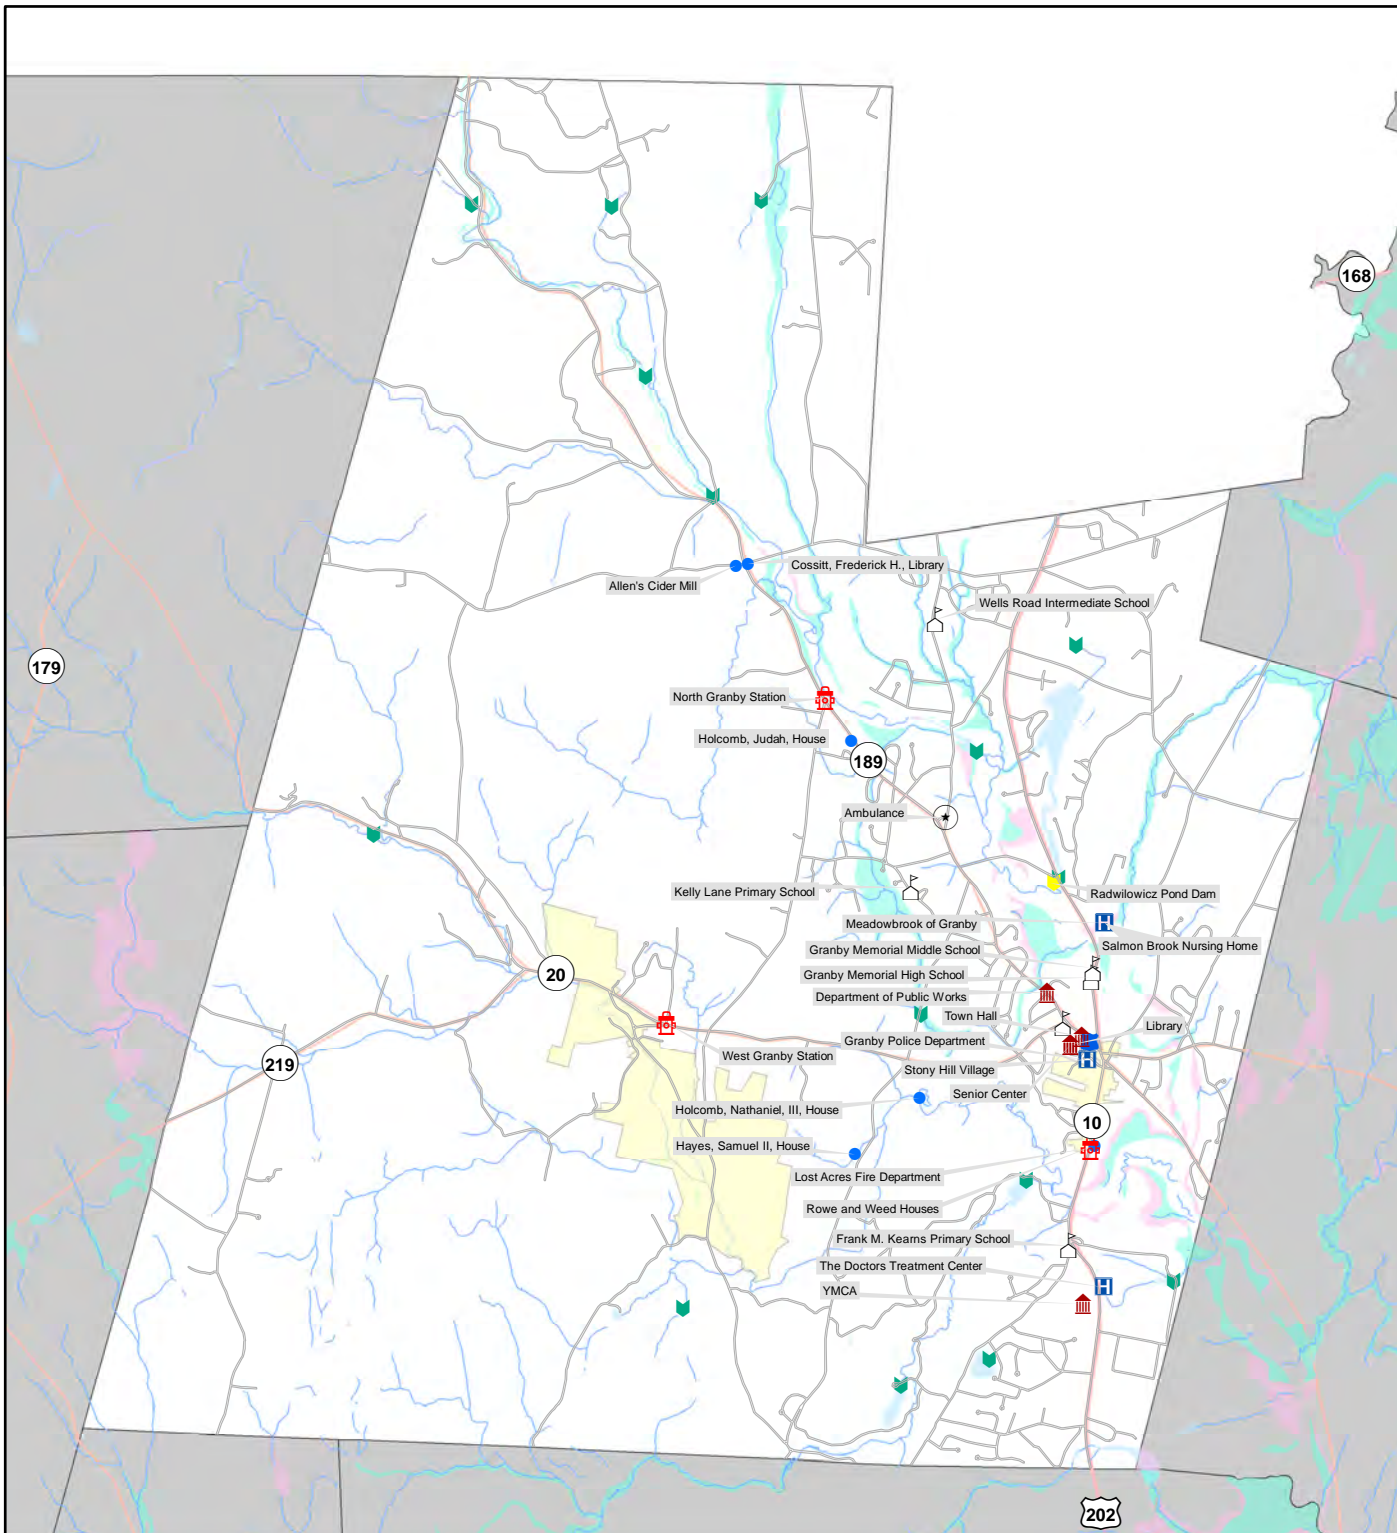 168
Cossitt, Frederick H., Library
Allen's Cider Mill
Wells Road Intermediate School
179
North Granby Station
Holcomb, Judah, House
189
Ambulance
Kelly Lane Primary School
Radwilowicz Pond Dam
Meadowbrook of Granby
Salmon Brook Nursing Home
Granby Memorial Middle School
20
Granby Memorial High School
Department of Public Works
Town Hall
Library
Granby Police Department
West Granby Station
219
Stony Hill Village
Senior Center
Holcomb, Nathaniel, III, House
10
Hayes, Samuel II, House
Lost Acres Fire Department
Rowe and Weed Houses
Frank M. Kearns Primary School
The Doctors Treatment Center
YMCA
202